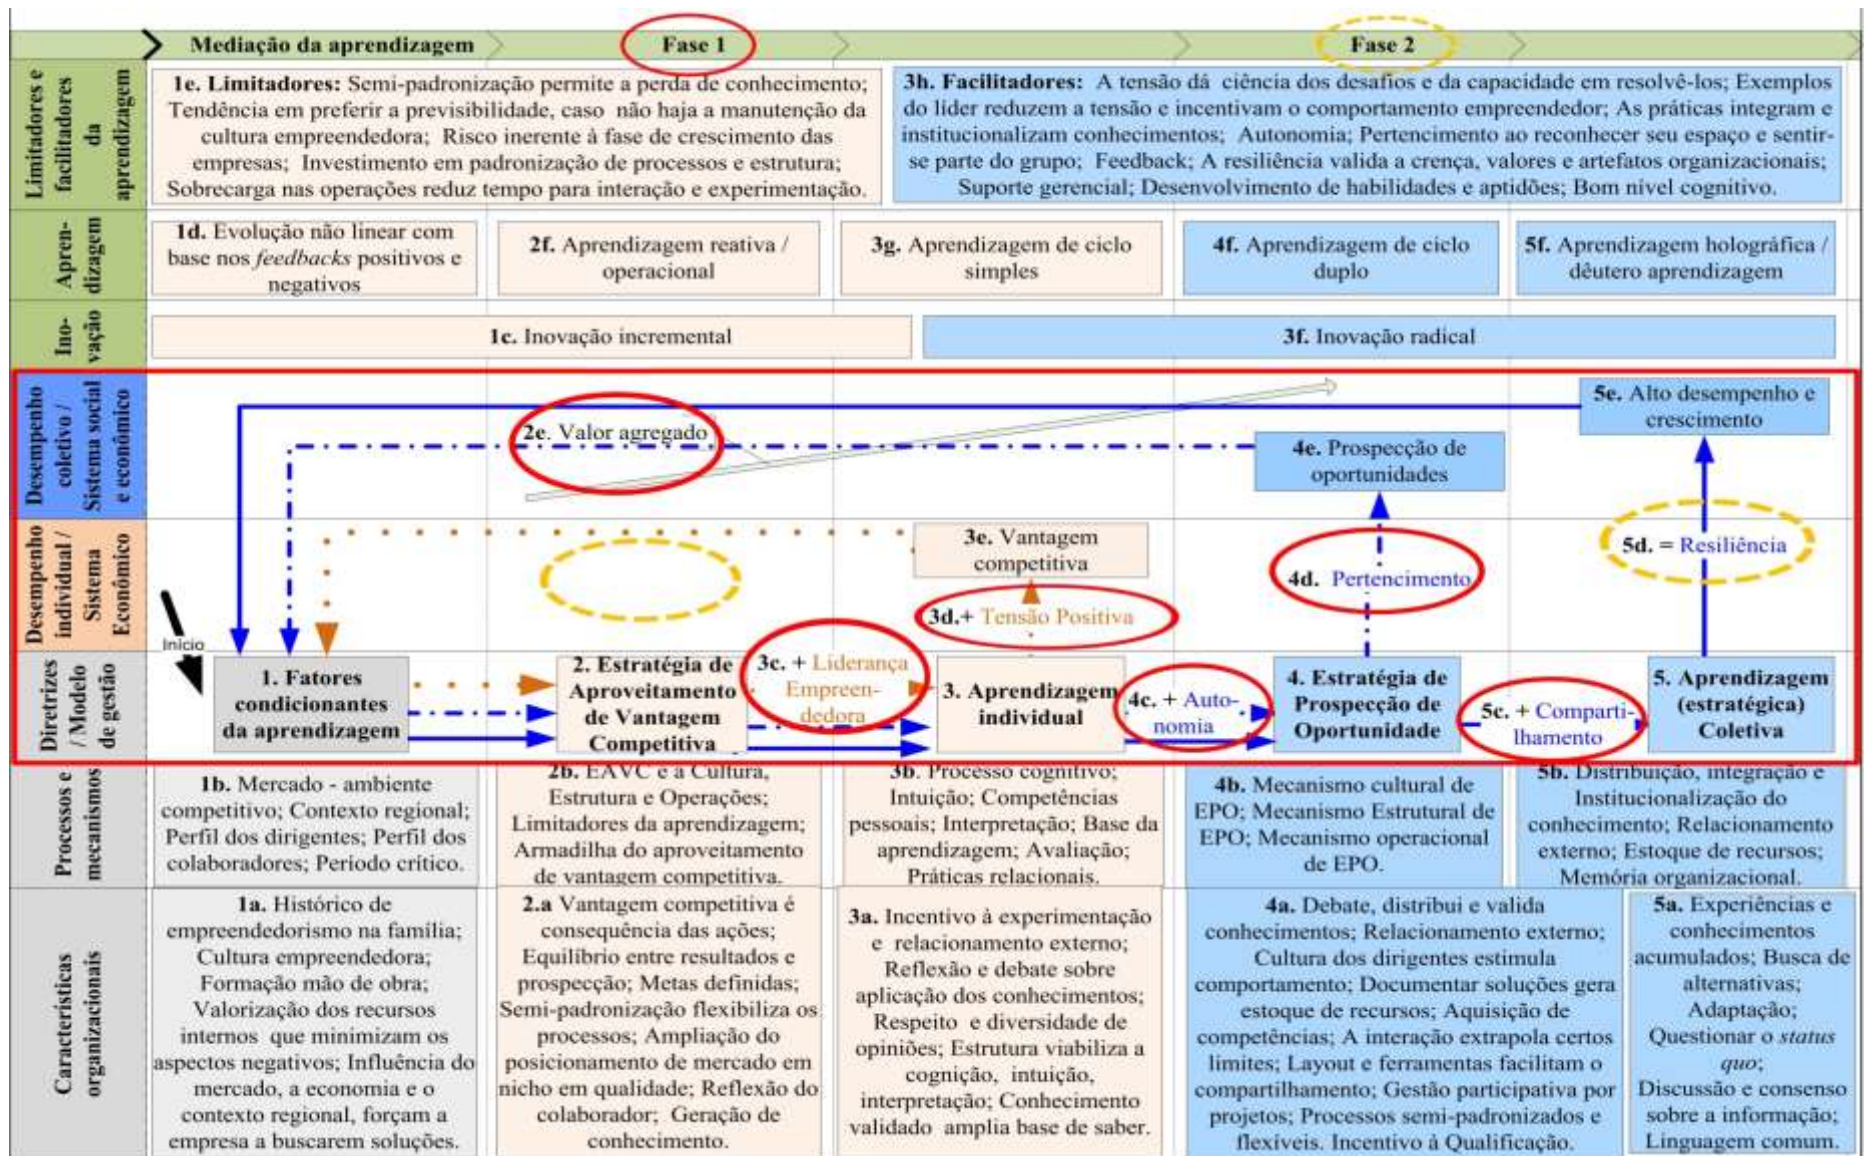 Mediação da aprendizagem
Fase 1
Fase 2
Limitadores e
facilitadores
da
aprendizagem
1e. Limitadores: Semi-padronização permite a perda de conhecimento;
Tendência em preferir a previsibilidade, caso não haja a manutenção da
cultura empreendedora; Risco inerente à fase de crescimento das
empresas; Investimento em padronização de processos e estrutura;
Sobrecarga nas operações reduz tempo para interação e experimentação.
3h. Facilitadores: A tensão dá ciência dos desafios e da capacidade em resolvê-los; Exemplos
do líder reduzem a tensão e incentivam o comportamento empreendedor; As práticas integram e
institucionalizam conhecimentos; Autonomia; Pertencimento ao reconhecer seu espaço e sentir-
se parte do grupo; Feedback; A resiliência valida a crença, valores e artefatos organizacionais;
Suporte gerencial; Desenvolvimento de habilidades e aptidões; Bom nível cognitivo.
Apren-
dizagem
1d. Evolução não linear com
base nos feedbacks positivos e
negativos
2f. Aprendizagem reativa /
operacional
3g. Aprendizagem de ciclo
simples
4f. Aprendizagem de ciclo
duplo
5f. Aprendizagem holográfica /
dêutero aprendizagem
Ino-
vação
1c. Inovação incremental
3f. Inovação radical
Desempenho
coletivo /
Sistema social
e econômico
2e. Valor agregado
4e. Prospecção de
oportunidades
5e. Alto desempenho e
crescimento
Desempenho
individual /
Sistema
Econômico
3e. Vantagem
competitiva
3d.+ Tensão Positiva
4d. Pertencimento
5d. = Resiliência
Diretrizes
/ Modelo
de gestão
Início
1. Fatores
condicionantes
da aprendizagem
2. Estratégia de
Aproveitamento
de Vantagem
Competitiva
3c. + Liderança
Empreen-
dedora
3. Aprendizagem
individual
4c. + Auto-
nomia
4. Estratégia de
Prospecção de
Oportunidade
5c. + Comparti-
lhamento
5. Aprendizagem
(estratégica)
Coletiva
Processos e
mecanismos
1b. Mercado - ambiente
competitivo; Contexto regional;
Perfil dos dirigentes; Perfil dos
colaboradores; Período crítico.
2b. EAVC e a Cultura,
Estrutura e Operações;
Limitadores da aprendizagem;
Armadilha do aproveitamento
de vantagem competitiva.
3b. Processo cognitivo;
Intuição; Competências
pessoais; Interpretação; Base da
aprendizagem; Avaliação;
Práticas relacionais.
4b. Mecanismo cultural de
EPO; Mecanismo Estrutural de
EPO; Mecanismo operacional
de EPO.
5b. Distribuição, integração e
Institucionalização do
conhecimento; Relacionamento
externo; Estoque de recursos;
Memória organizacional.
Características
organizacionais
1a. Histórico de
empreendedorismo na família;
Cultura empreendedora;
Formação mão de obra;
Valorização dos recursos
internos que minimizam os
aspectos negativos; Influência do
mercado, a economia e o
contexto regional, forçam a
empresa a buscarem soluções.
2.a Vantagem competitiva é
consequência das ações;
Equilíbrio entre resultados e
prospecção; Metas definidas;
Semi-padronização flexibiliza os
processos; Ampliação do
posicionamento de mercado em
nicho em qualidade; Reflexão do
colaborador; Geração de
conhecimento.
3a. Incentivo à experimentação
e relacionamento externo;
Reflexão e debate sobre
aplicação dos conhecimentos;
Respeito e diversidade de
opiniões; Estrutura viabiliza a
cognição, intuição,
interpretação; Conhecimento
validado amplia base de saber.
4a. Debate, distribui e valida
conhecimentos; Relacionamento externo;
Cultura dos dirigentes estimula
comportamento; Documentar soluções gera
estoque de recursos; Aquisição de
competências; A interação extrapola certos
limites; Layout e ferramentas facilitam o
compartilhamento; Gestão participativa por
projetos; Processos semi-padronizados e
flexíveis. Incentivo à Qualificação.
5a. Experiências e
conhecimentos
acumulados; Busca de
alternativas;
Adaptação;
Questionar o status
quo;
Discussão e consenso
sobre a informação;
Linguagem comum.